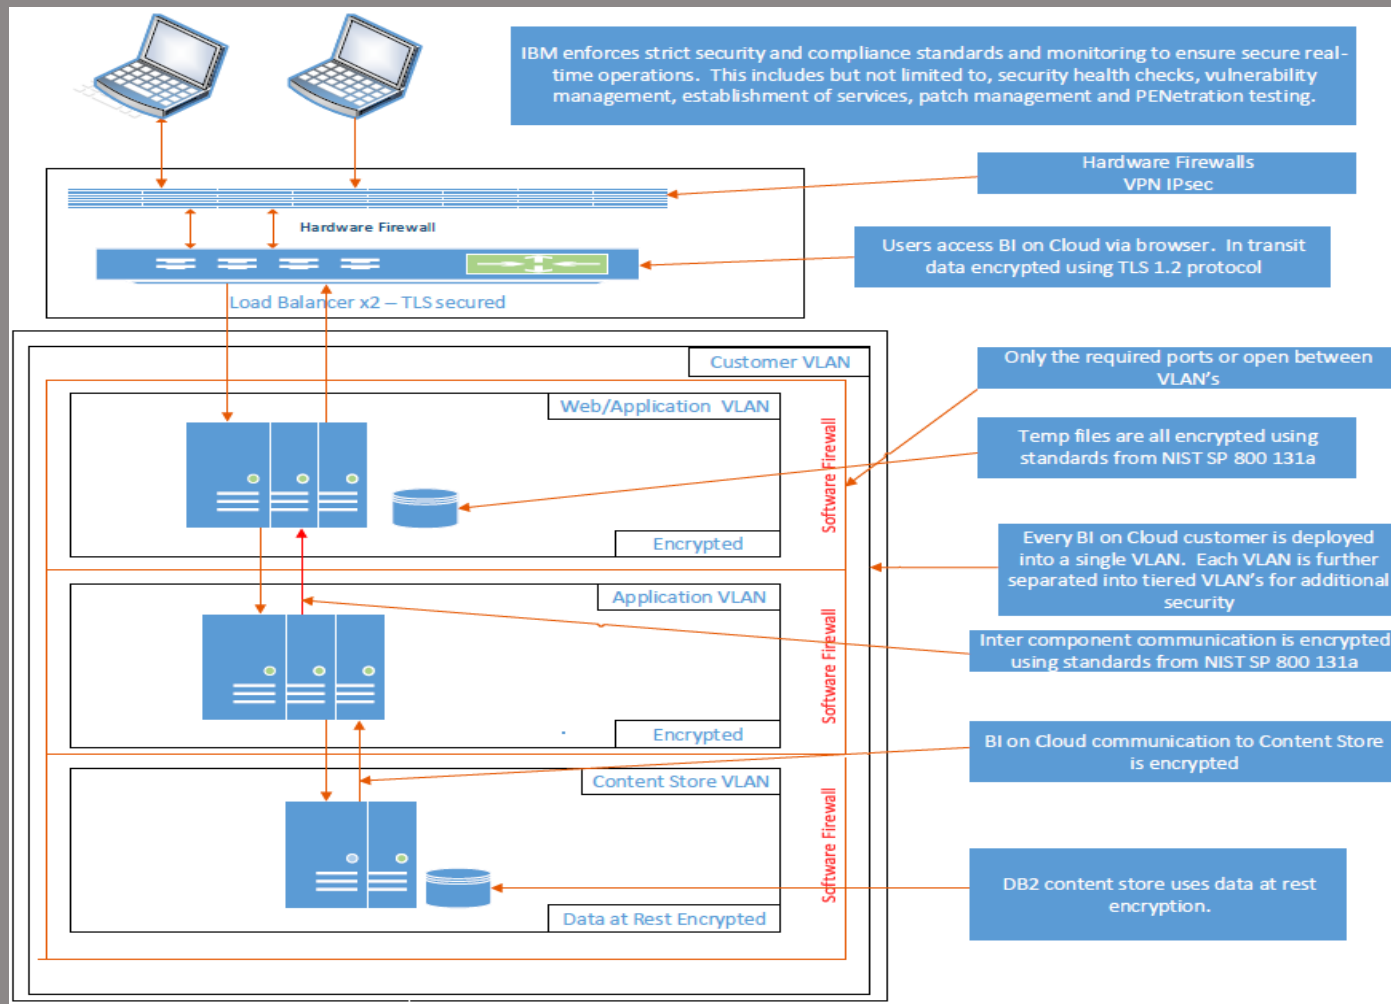 IBM enforces strict security and compliance standards and monitoring to ensure secure real-
time operations. This includes but not limited to, security health checks, vulnerability
management, establishment of services, patch management and PENetration testing.
Hardware Firewalls
VPN IPsec
Hardware Firewall
Users access BI on Cloud via browser. In transit
data encrypted using TLS 1.2 protocol
Load Balancer x2 – TLS secured
Customer VLAN
Only the required ports or open between
VLAN's
Web/Application VLAN
Software Firewall
Temp files are all encrypted using
standards from NIST SP 800 131a
Encrypted
Every BI on Cloud customer is deployed
into a single VLAN. Each VLAN is further
separated into tiered VLAN's for additional
security
Application VLAN
Software Firewall
Inter component communication is encrypted
using standards from NIST SP 800 131a
Encrypted
BI on Cloud communication to Content Store
is encrypted
Content Store VLAN
Software Firewall
DB2 content store uses data at rest
encryption.
Data at Rest Encrypted